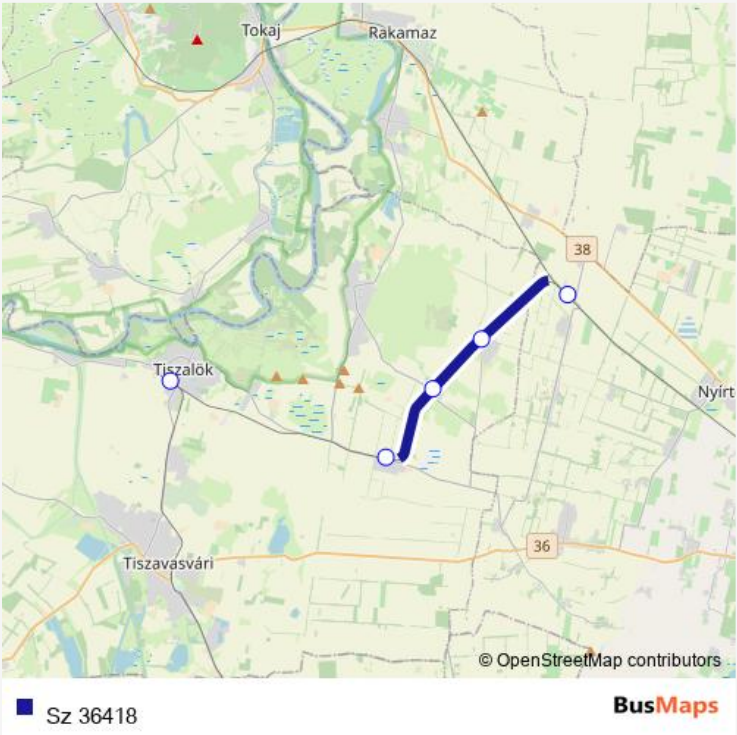 Tokaj
Rakamaz
38
Tiszalök
Nyírt
36
Tiszavasvári
© OpenStreetMap contributors
Sz 36418
BusMaps